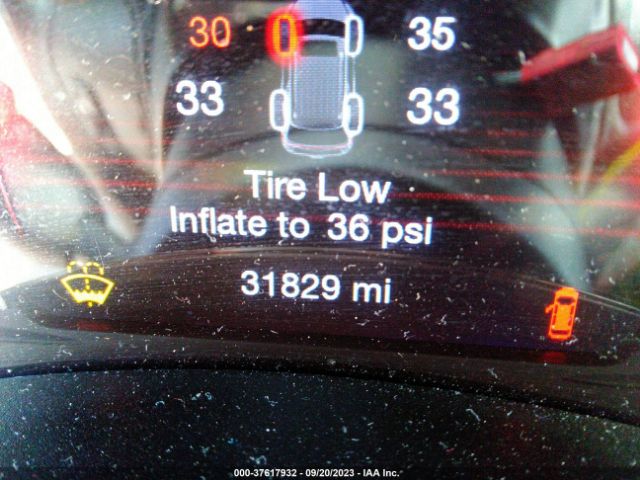 30 35
33 33
Tire Low
Inflate to 36 psi
31829 mi
000-37617932 - 09/20/2023 - IAA Inc.